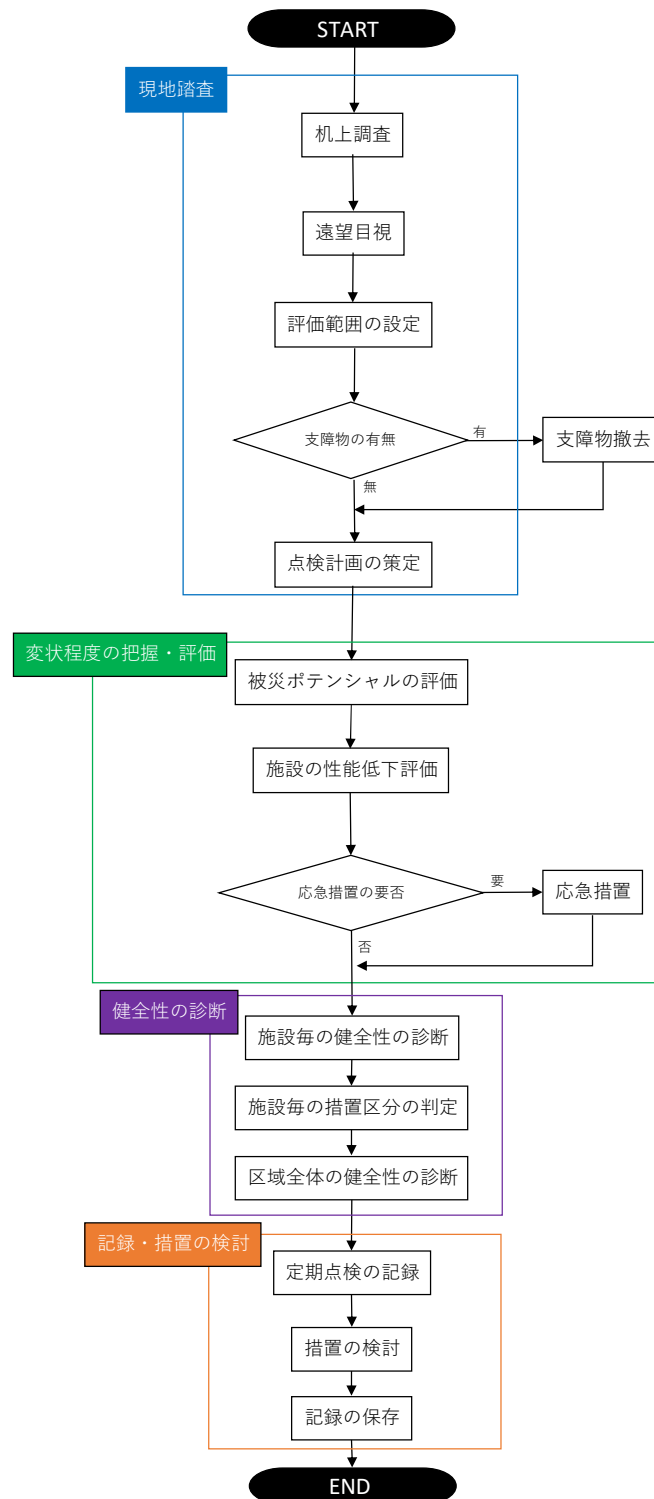 START
現地踏査
机上調査
遠望目視
評価範囲の設定
支障物の有無
有
支障物撤去
無
点検計画の策定
変状程度の把握・評価
被災ポテンシャルの評価
施設の性能低下評価
応急措置の要否
要
応急措置
否
健全性の診断
施設毎の健全性の診断
施設毎の措置区分の判定
区域全体の健全性の診断
記録・措置の検討
定期点検の記録
措置の検討
記録の保存
END